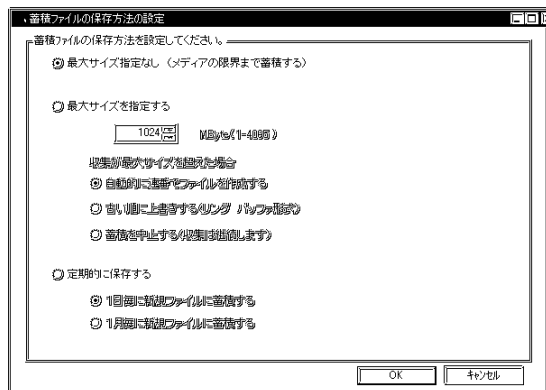 蓄積ファイルの保存方法の設定
蓄積ファイルの保存方法を設定してください。
最大サイズ指定なし（メディアの限界まで蓄積する）
最大サイズを指定する
1024 MByte(1-4095)
収集が最大サイズを超えた場合
自動的に連番でファイルを作成する
古い順に上書きする(リング バッファ形式)
蓄積を中止する(収集は継続します)
定期的に保存する
1日毎に新規ファイルに蓄積する
1月毎に新規ファイルに蓄積する
OK キャンセル